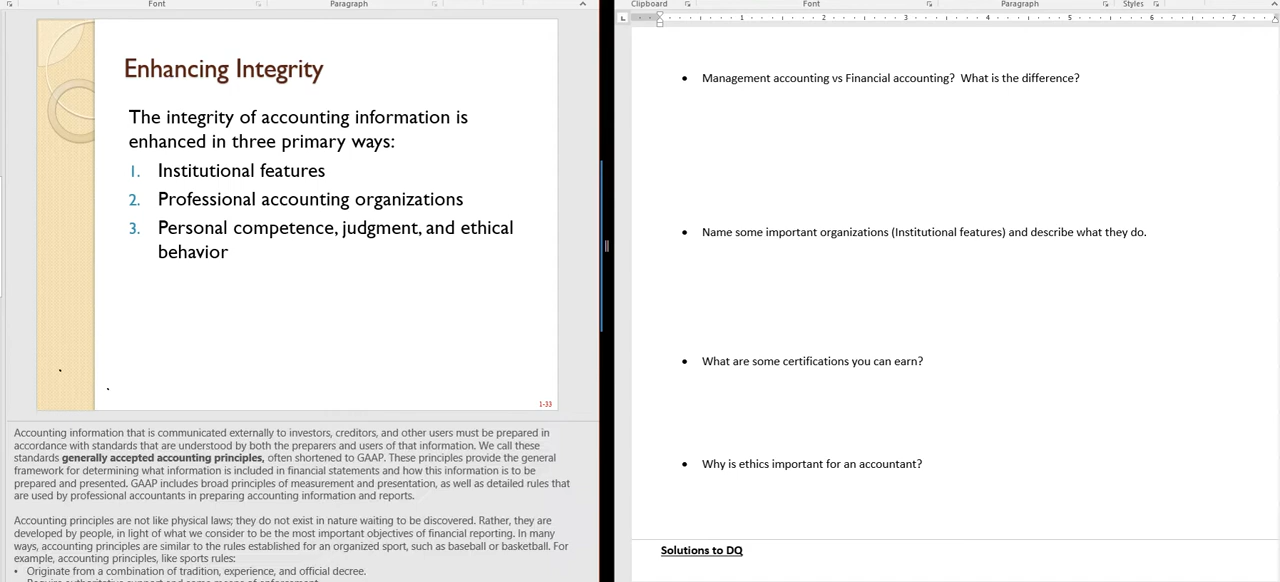 Font
Paragraph
Enhancing Integrity
The integrity of accounting information is
enhanced in three primary ways:
1. Institutional features
2. Professional accounting organizations
3. Personal competence, judgment, and ethical
behavior
1-33
Accounting information that is communicated externally to investors, creditors, and other users must be prepared in
accordance with standards that are understood by both the preparers and users of that information. We call these
standards generally accepted accounting principles, often shortened to GAAP. These principles provide the general
framework for determining what information is included in financial statements and how this information is to be
prepared and presented. GAAP includes broad principles of measurement and presentation, as well as detailed rules that
are used by professional accountants in preparing accounting information and reports.
Accounting principles are not like physical laws; they do not exist in nature waiting to be discovered. Rather, they are
developed by people, in light of what we consider to be the most important objectives of financial reporting. In many
ways, accounting principles are similar to the rules established for an organized sport, such as baseball or basketball. For
example, accounting principles, like sports rules:
• Originate from a combination of tradition, experience, and official decree.
Clipboard
Font
Paragraph
Styles
1 2 3 4 5 6 7
• Management accounting vs Financial accounting? What is the difference?
• Name some important organizations (Institutional features) and describe what they do.
• What are some certifications you can earn?
• Why is ethics important for an accountant?
Solutions to DQ